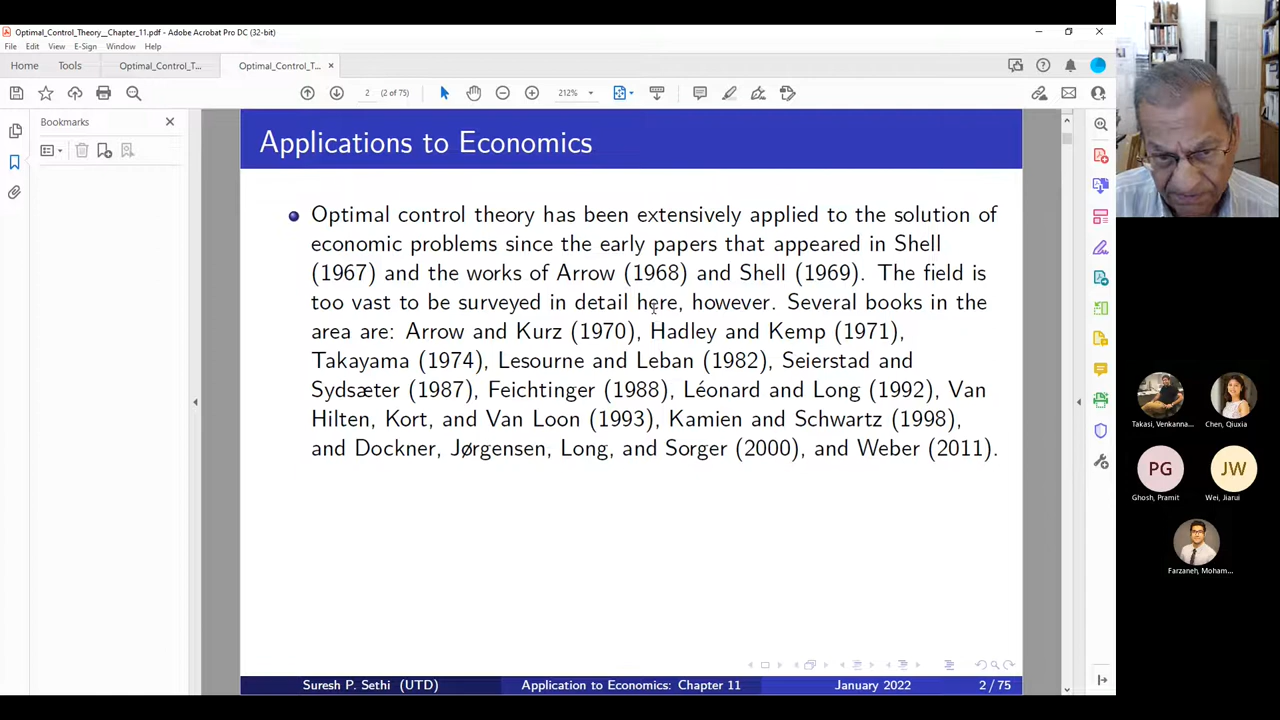 Optimal_Control_Theory__Chapter_11.pdf - Adobe Acrobat Pro DC (32-bit)
File Edit View E-Sign Window Help
Home Tools Optimal_Control_T... Optimal_Control_T... ×
2 (2 of 75) 212%
Bookmarks
Applications to Economics
Optimal control theory has been extensively applied to the solution of
economic problems since the early papers that appeared in Shell
(1967) and the works of Arrow (1968) and Shell (1969). The field is
too vast to be surveyed in detail here, however. Several books in the
area are: Arrow and Kurz (1970), Hadley and Kemp (1971),
Takayama (1974), Lesourne and Leban (1982), Seierstad and
Sydsæter (1987), Feichtinger (1988), Léonard and Long (1992), Van
Hilten, Kort, and Van Loon (1993), Kamien and Schwartz (1998),
and Dockner, Jørgensen, Long, and Sorger (2000), and Weber (2011).
Suresh P. Sethi (UTD) Application to Economics: Chapter 11 January 2022 2 / 75
Takasi, Venkanna... Chen, Qiuxia
PG JW
Ghosh, Pramit Wei, Jiarui
Farzaneh, Moham...